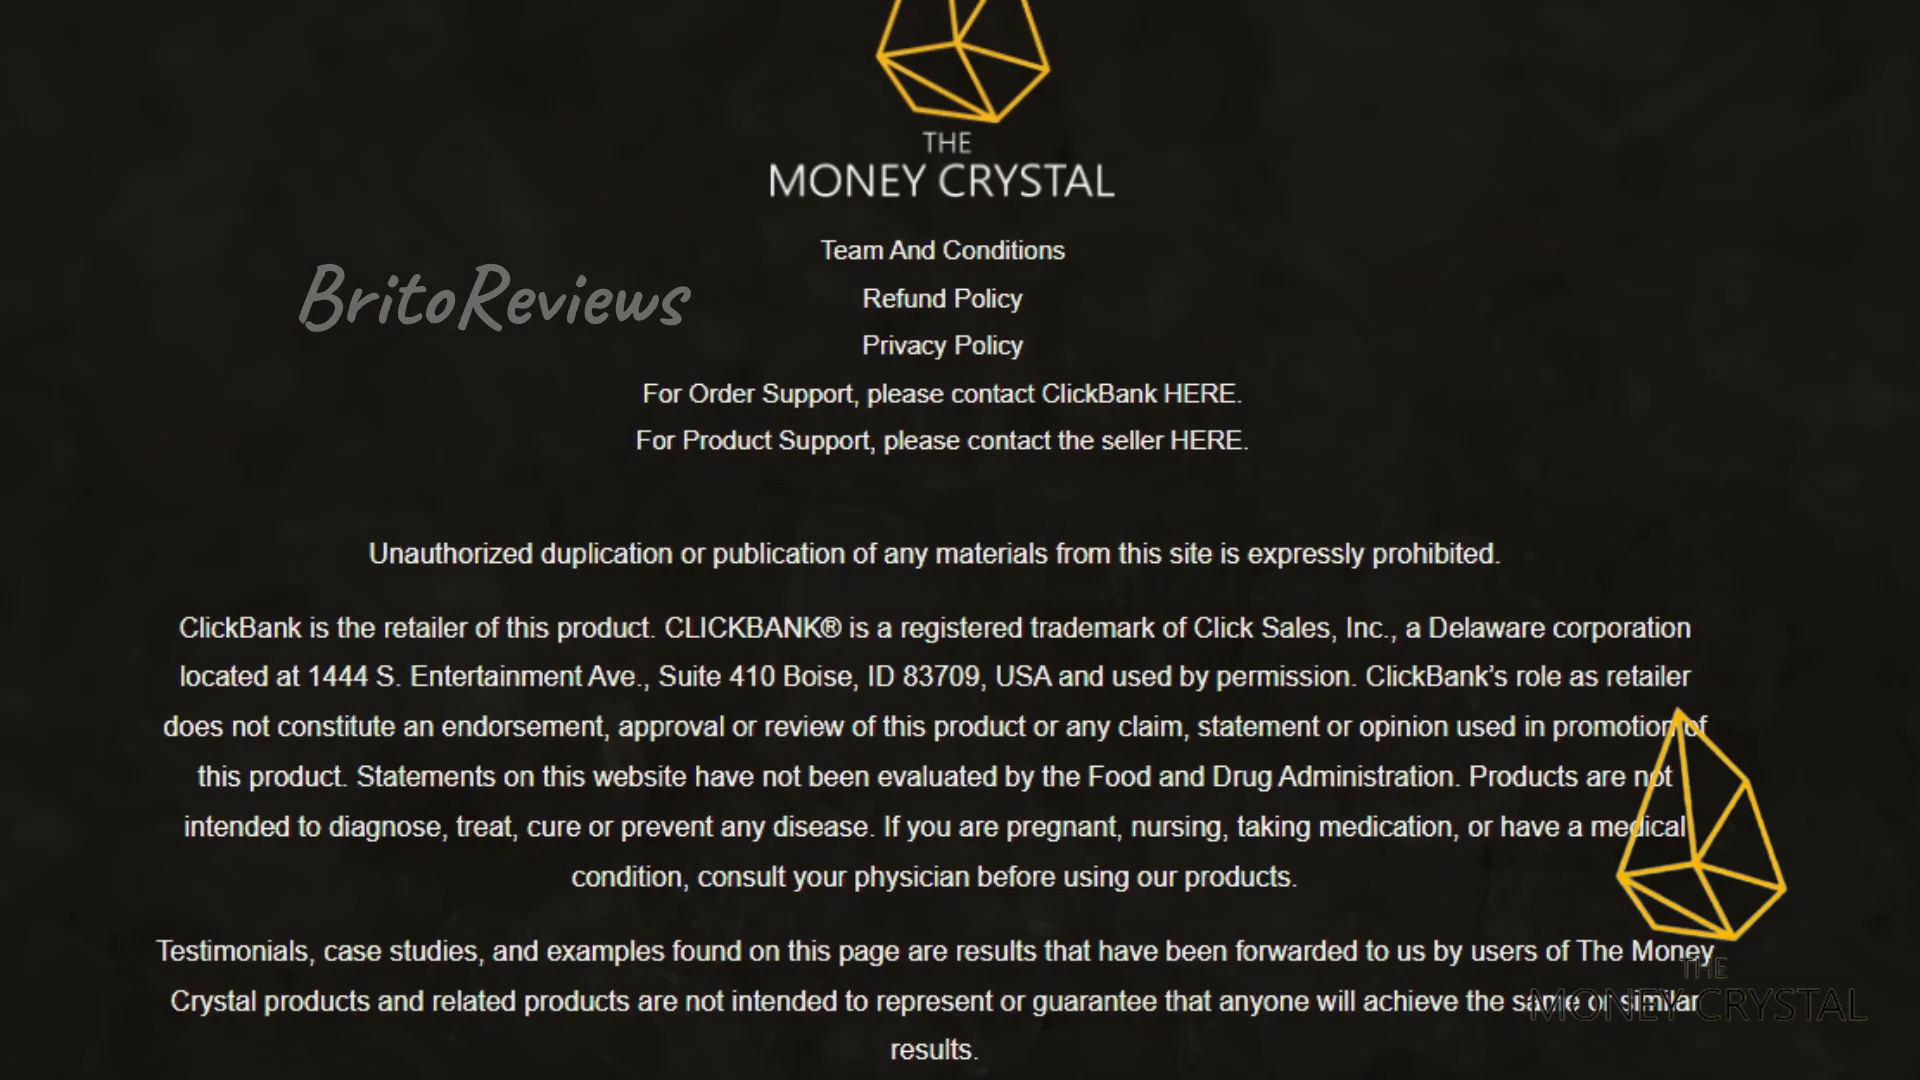 THE
MONEY CRYSTAL
Team And Conditions
BritoReviews
Refund Policy
Privacy Policy
For Order Support, please contact ClickBank HERE.
For Product Support, please contact the seller HERE.
Unauthorized duplication or publication of any materials from this site is expressly prohibited.
ClickBank is the retailer of this product. CLICKBANK® is a registered trademark of Click Sales, Inc., a Delaware corporation
located at 1444 S. Entertainment Ave., Suite 410 Boise, ID 83709, USA and used by permission. ClickBank’s role as retailer
does not constitute an endorsement, approval or review of this product or any claim, statement or opinion used in promotion of
this product. Statements on this website have not been evaluated by the Food and Drug Administration. Products are not
intended to diagnose, treat, cure or prevent any disease. If you are pregnant, nursing, taking medication, or have a medical
condition, consult your physician before using our products.
Testimonials, case studies, and examples found on this page are results that have been forwarded to us by users of The Money
Crystal products and related products are not intended to represent or guarantee that anyone will achieve the same or similar
results.
THE
MONEY CRYSTAL